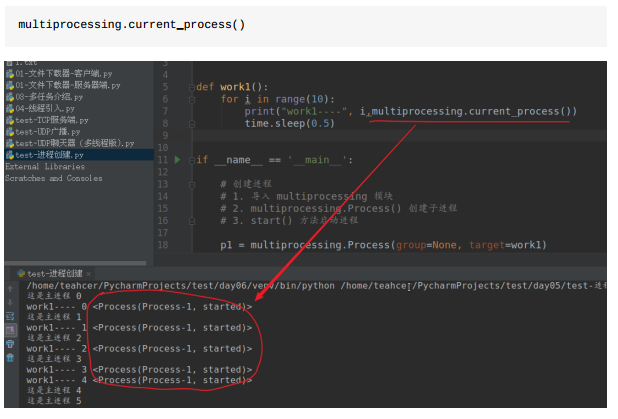 multiprocessing.current_process()
1.txt
01-文件下载器-客户端.py
01-文件下载器-服务器端.py
03-多任务介绍.py
04-线程引入.py
test-TCP服务端.py
test-UDP广播.py
test-UDP聊天器(多线程版).py
test-进程创建.py
External Libraries
Scratches and Consoles
3
4
5 def work1():
6 for i in range(10):
7 print("work1----", i,multiprocessing.current_process())
8 time.sleep(0.5)
9
10
11 if __name__ == '__main__':
12
13 # 创建进程
14 # 1. 导入 multiprocessing 模块
15 # 2. multiprocessing.Process() 创建子进程
16 # 3. start() 方法启动进程
17
18 p1 = multiprocessing.Process(group=None, target=work1)
test-进程创建 ×
/home/teahcer/PycharmProjects/test/day06/venv/bin/python /home/teahcer/PycharmProjects/test/day05/test-进
这是主进程 0
work1---- 0 <Process(Process-1, started)>
这是主进程 1
work1---- 1 <Process(Process-1, started)>
这是主进程 2
work1---- 2 <Process(Process-1, started)>
这是主进程 3
work1---- 3 <Process(Process-1, started)>
work1---- 4 <Process(Process-1, started)>
这是主进程 4
这是主进程 5